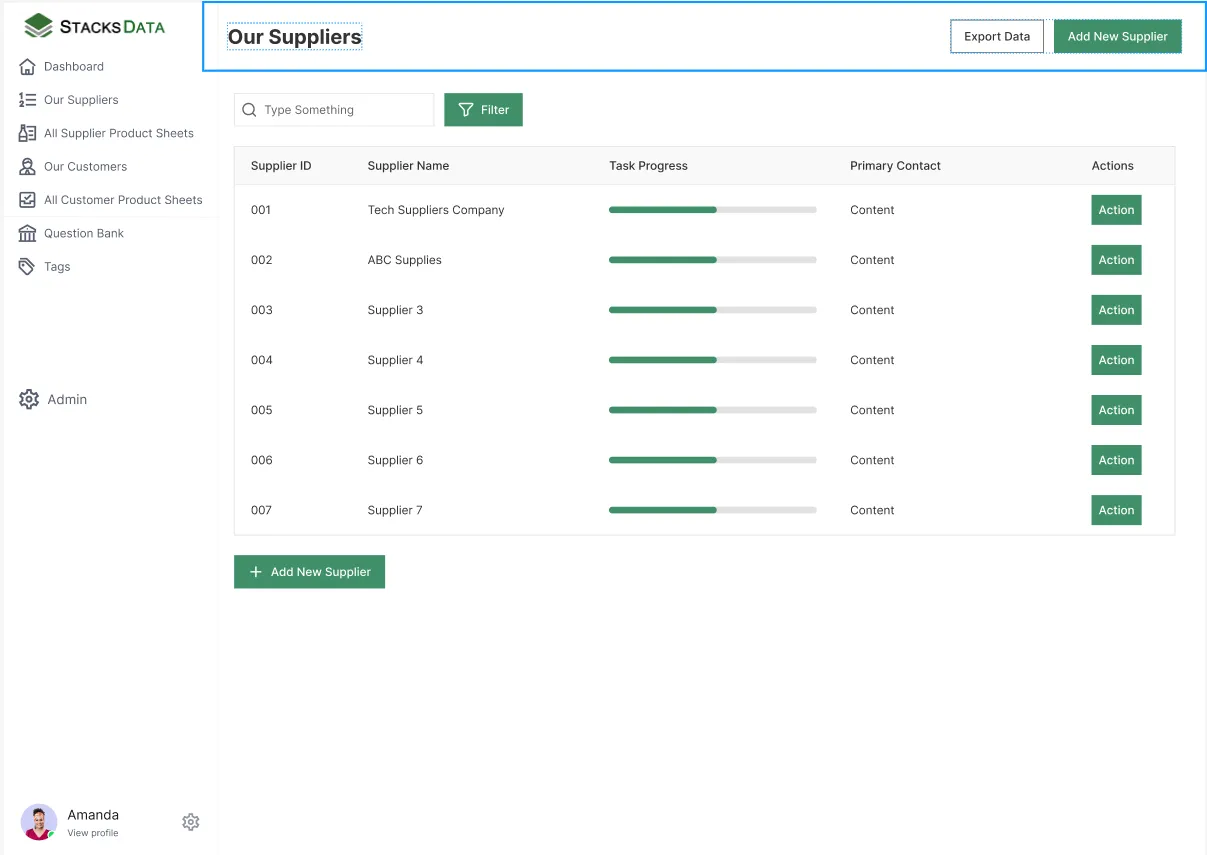 STACKSDATA
Dashboard
Our Suppliers
All Supplier Product Sheets
Our Customers
All Customer Product Sheets
Question Bank
Tags
Admin
Amanda
View profile
Our Suppliers
Export Data
Add New Supplier
Type Something
Filter
Supplier ID Supplier Name Task Progress Primary Contact Actions
001 Tech Suppliers Company Content Action
002 ABC Supplies Content Action
003 Supplier 3 Content Action
004 Supplier 4 Content Action
005 Supplier 5 Content Action
006 Supplier 6 Content Action
007 Supplier 7 Content Action
Add New Supplier